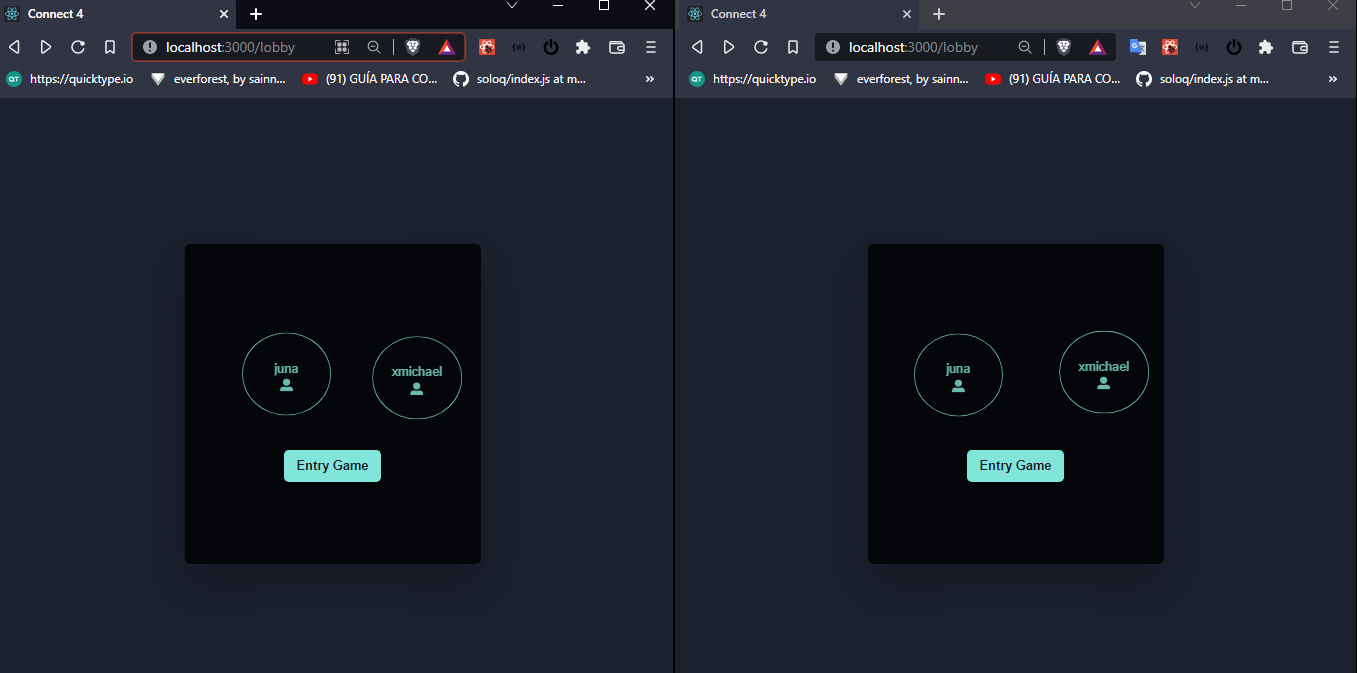 Connect 4
localhost:3000/lobby
QT https://quicktype.io everforest, by sainn... (91) GUÍA PARA CO... soloq/index.js at m... »
juna
xmichael
Entry Game
Connect 4
localhost:3000/lobby
QT https://quicktype.io everforest, by sainn... (91) GUÍA PARA CO... soloq/index.js at m... »
juna
xmichael
Entry Game